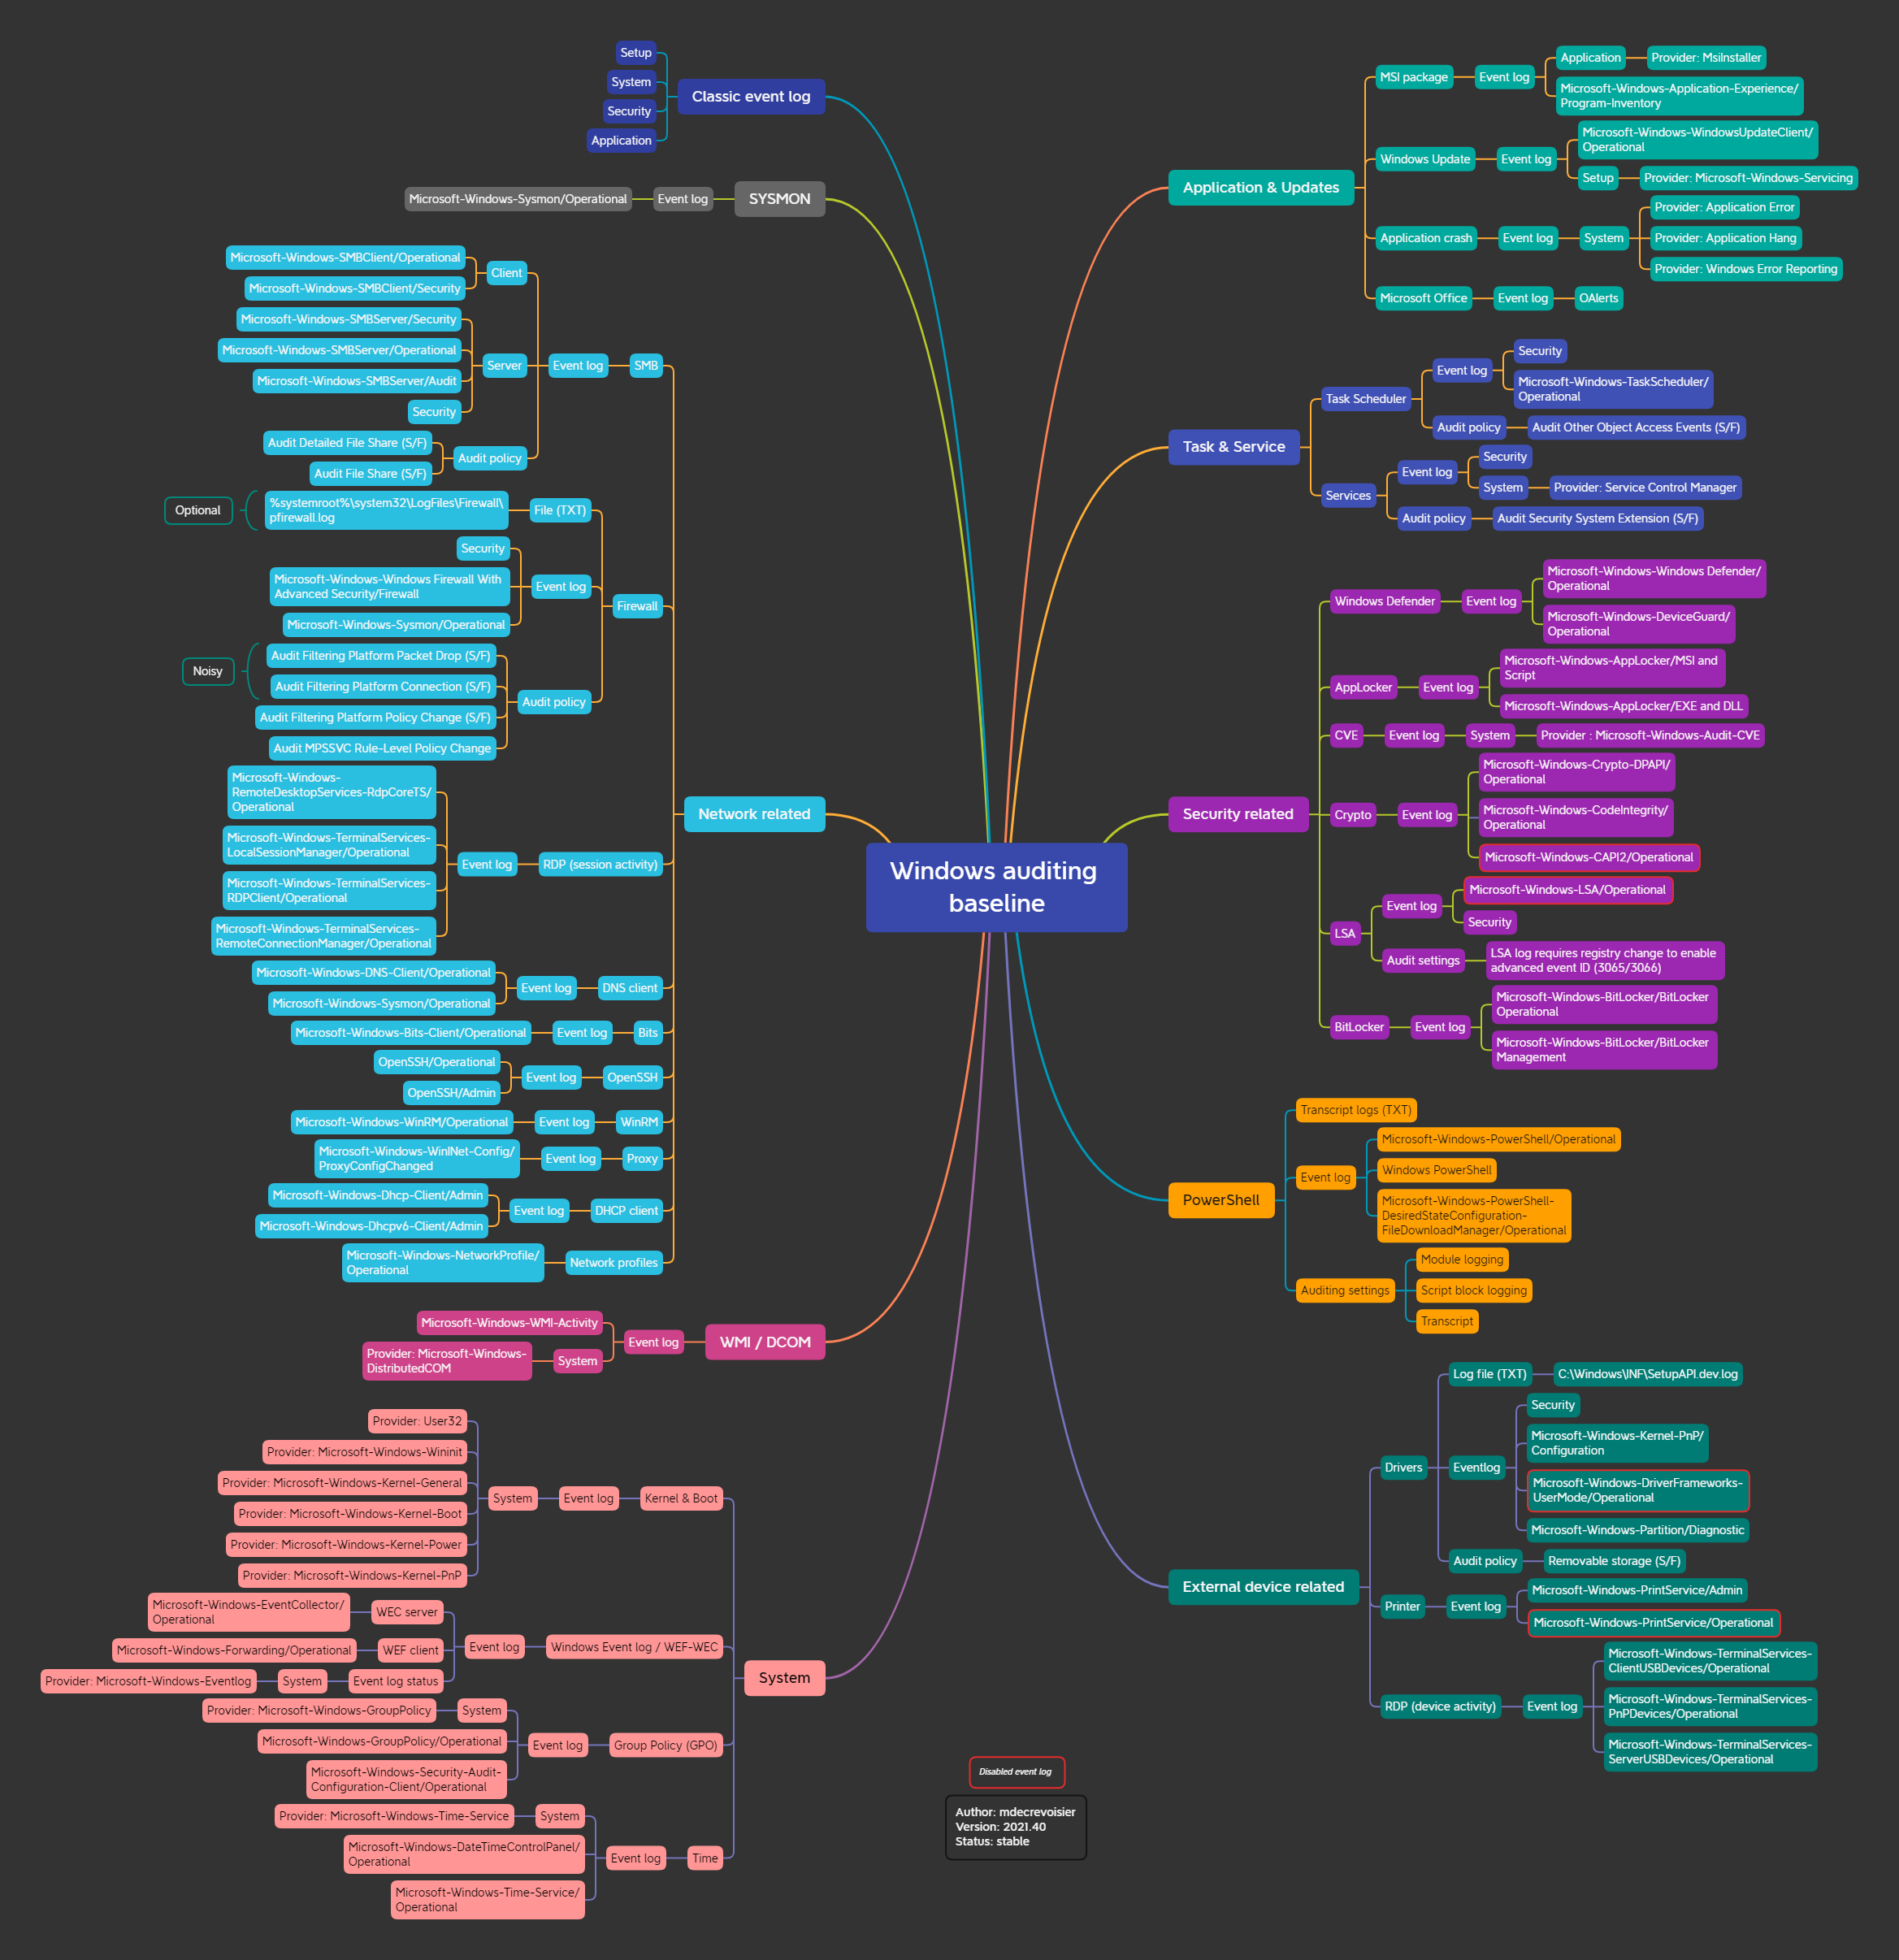 Windows auditing
baseline
Classic event log
Setup
System
Security
Application
SYSMON
Event log
Microsoft-Windows-Sysmon/Operational
Network related
SMB
Event log
Client
Microsoft-Windows-SMBClient/Operational
Microsoft-Windows-SMBClient/Security
Server
Microsoft-Windows-SMBServer/Security
Microsoft-Windows-SMBServer/Operational
Microsoft-Windows-SMBServer/Audit
Security
Audit policy
Audit Detailed File Share (S/F)
Audit File Share (S/F)
Firewall
File (TXT)
%systemroot%\system32\LogFiles\Firewall\
pfirewall.log
Optional
Event log
Security
Microsoft-Windows-Windows Firewall With
Advanced Security/Firewall
Microsoft-Windows-Sysmon/Operational
Audit policy
Audit Filtering Platform Packet Drop (S/F)
Audit Filtering Platform Connection (S/F)
Noisy
Audit Filtering Platform Policy Change (S/F)
Audit MPSSVC Rule-Level Policy Change
RDP (session activity)
Event log
Microsoft-Windows-
RemoteDesktopServices-RdpCoreTS/
Operational
Microsoft-Windows-TerminalServices-
LocalSessionManager/Operational
Microsoft-Windows-TerminalServices-
RDPClient/Operational
Microsoft-Windows-TerminalServices-
RemoteConnectionManager/Operational
DNS client
Event log
Microsoft-Windows-DNS-Client/Operational
Microsoft-Windows-Sysmon/Operational
Bits
Event log
Microsoft-Windows-Bits-Client/Operational
OpenSSH
Event log
OpenSSH/Operational
OpenSSH/Admin
WinRM
Event log
Microsoft-Windows-WinRM/Operational
Proxy
Event log
Microsoft-Windows-WinINet-Config/
ProxyConfigChanged
DHCP client
Event log
Microsoft-Windows-Dhcp-Client/Admin
Microsoft-Windows-Dhcpv6-Client/Admin
Network profiles
Microsoft-Windows-NetworkProfile/
Operational
WMI / DCOM
Event log
Microsoft-Windows-WMI-Activity
System
Provider: Microsoft-Windows-
DistributedCOM
System
Kernel & Boot
Event log
System
Provider: User32
Provider: Microsoft-Windows-Wininit
Provider: Microsoft-Windows-Kernel-General
Provider: Microsoft-Windows-Kernel-Boot
Provider: Microsoft-Windows-Kernel-Power
Provider: Microsoft-Windows-Kernel-PnP
Windows Event log / WEF-WEC
Event log
WEC server
Microsoft-Windows-EventCollector/
Operational
WEF client
Microsoft-Windows-Forwarding/Operational
Event log status
System
Provider: Microsoft-Windows-Eventlog
Group Policy (GPO)
Event log
System
Provider: Microsoft-Windows-GroupPolicy
Microsoft-Windows-GroupPolicy/Operational
Microsoft-Windows-Security-Audit-
Configuration-Client/Operational
Time
Event log
System
Provider: Microsoft-Windows-Time-Service
Microsoft-Windows-DateTimeControlPanel/
Operational
Microsoft-Windows-Time-Service/
Operational
Application & Updates
MSI package
Event log
Application
Provider: MsiInstaller
Microsoft-Windows-Application-Experience/
Program-Inventory
Windows Update
Event log
Microsoft-Windows-WindowsUpdateClient/
Operational
Setup
Provider: Microsoft-Windows-Servicing
Application crash
Event log
System
Provider: Application Error
Provider: Application Hang
Provider: Windows Error Reporting
Microsoft Office
Event log
OAlerts
Task & Service
Task Scheduler
Event log
Security
Microsoft-Windows-TaskScheduler/
Operational
Audit policy
Audit Other Object Access Events (S/F)
Services
Event log
Security
System
Provider: Service Control Manager
Audit policy
Audit Security System Extension (S/F)
Security related
Windows Defender
Event log
Microsoft-Windows-Windows Defender/
Operational
Microsoft-Windows-DeviceGuard/
Operational
AppLocker
Event log
Microsoft-Windows-AppLocker/MSI and
Script
Microsoft-Windows-AppLocker/EXE and DLL
CVE
Event log
System
Provider : Microsoft-Windows-Audit-CVE
Crypto
Event log
Microsoft-Windows-Crypto-DPAPI/
Operational
Microsoft-Windows-CodeIntegrity/
Operational
Microsoft-Windows-CAPI2/Operational
LSA
Event log
Microsoft-Windows-LSA/Operational
Security
Audit settings
LSA log requires registry change to enable
advanced event ID (3065/3066)
BitLocker
Event log
Microsoft-Windows-BitLocker/BitLocker
Operational
Microsoft-Windows-BitLocker/BitLocker
Management
PowerShell
Transcript logs (TXT)
Event log
Microsoft-Windows-PowerShell/Operational
Windows PowerShell
Microsoft-Windows-PowerShell-
DesiredStateConfiguration-
FileDownloadManager/Operational
Auditing settings
Module logging
Script block logging
Transcript
External device related
Drivers
Log file (TXT)
C:\Windows\INF\SetupAPI.dev.log
Eventlog
Security
Microsoft-Windows-Kernel-PnP/
Configuration
Microsoft-Windows-DriverFrameworks-
UserMode/Operational
Microsoft-Windows-Partition/Diagnostic
Audit policy
Removable storage (S/F)
Printer
Event log
Microsoft-Windows-PrintService/Admin
Microsoft-Windows-PrintService/Operational
RDP (device activity)
Event log
Microsoft-Windows-TerminalServices-
ClientUSBDevices/Operational
Microsoft-Windows-TerminalServices-
PnPDevices/Operational
Microsoft-Windows-TerminalServices-
ServerUSBDevices/Operational
Disabled event log
Author: mdecrevoisier
Version: 2021.40
Status: stable